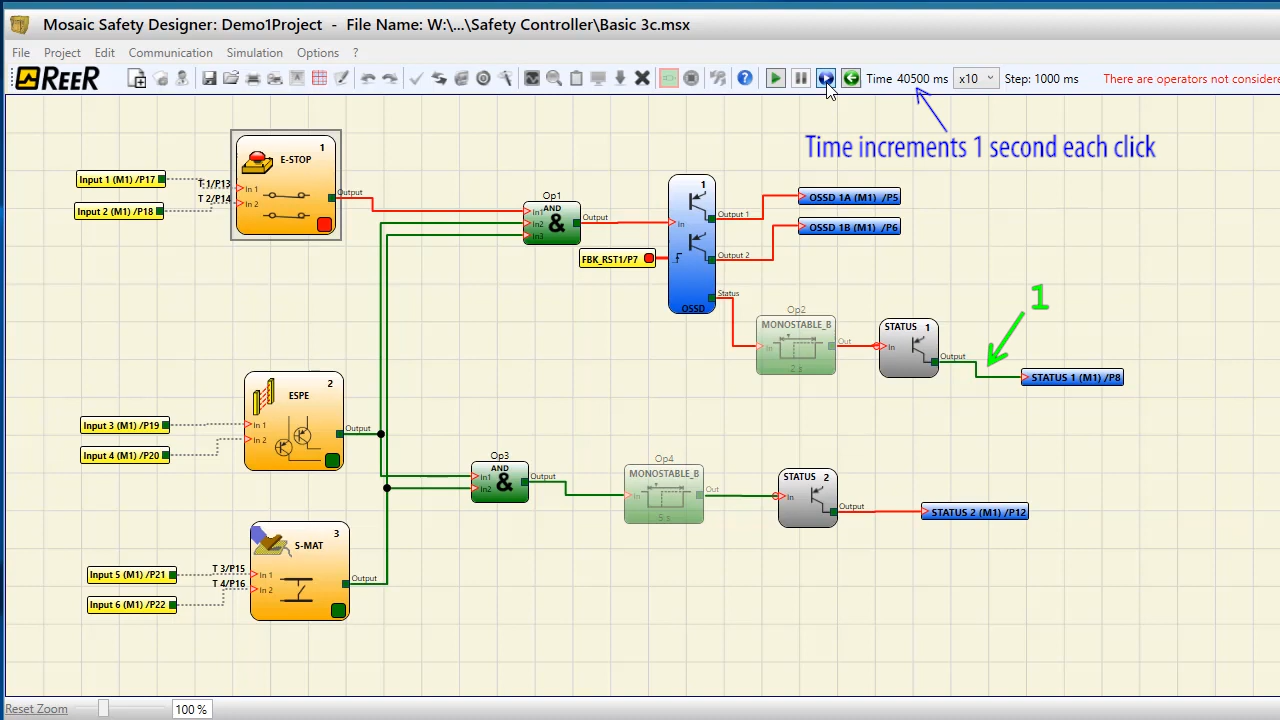 Mosaic Safety Designer: Demo1Project - File Name: W:\...\Safety Controller\Basic 3c.msx
File Project Edit Communication Simulation Options ?
REER Time 40500 ms x10 Step: 1000 ms There are operators not consider
Time increments 1 second each click
1
E-STOP
Input 1 (M1) /P17
T 1/P13 In 1
Output
Input 2 (M1) /P18
T 2/P14 In 2
Op1
AND
&
In1
In2
In3
Output
1
In
Output 1
Output 2
Status
OSSD
OSSD 1A (M1) /P5
OSSD 1B (M1) /P6
FBK_RST1/P7
Op2
MONOSTABLE_B
In
Out
2 s
STATUS 1
In
Output
1
STATUS 1 (M1) /P8
2
ESPE
Input 3 (M1) /P19
In 1
Output
Input 4 (M1) /P20
In 2
Op3
AND
&
In1
In2
Output
Op4
MONOSTABLE_B
In
Out
5 s
STATUS 2
In
Output
STATUS 2 (M1) /P12
3
S-MAT
Input 5 (M1) /P21
T 3/P15 In 1
Output
Input 6 (M1) /P22
T 4/P16 In 2
Reset Zoom 100 %